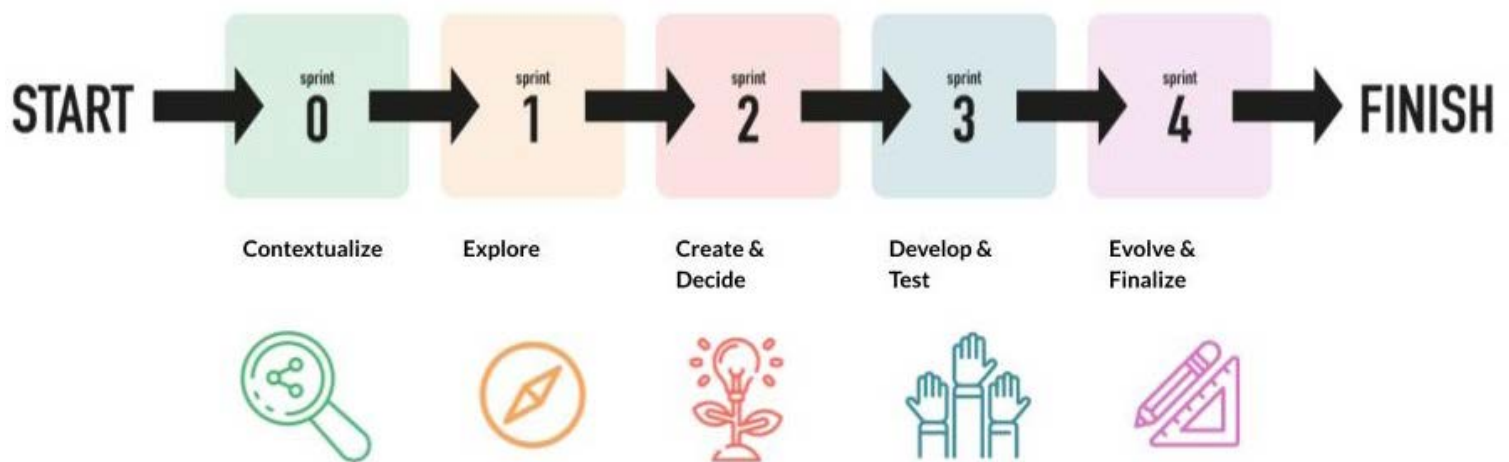 START
sprint
0
sprint
1
sprint
2
sprint
3
sprint
4
FINISH
Contextualize
Explore
Create &
Decide
Develop &
Test
Evolve &
Finalize